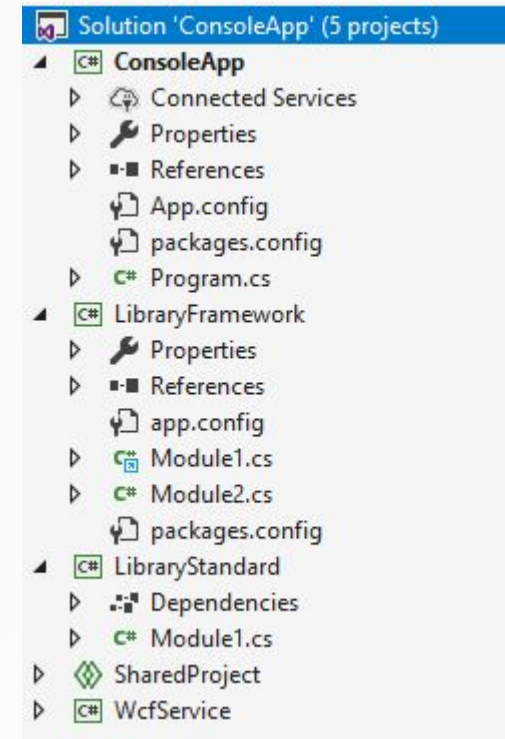 Solution 'ConsoleApp' (5 projects)
C# ConsoleApp
Connected Services
Properties
References
App.config
packages.config
C# Program.cs
C# LibraryFramework
Properties
References
app.config
C# Module1.cs
C# Module2.cs
packages.config
C# LibraryStandard
Dependencies
C# Module1.cs
SharedProject
C# WcfService